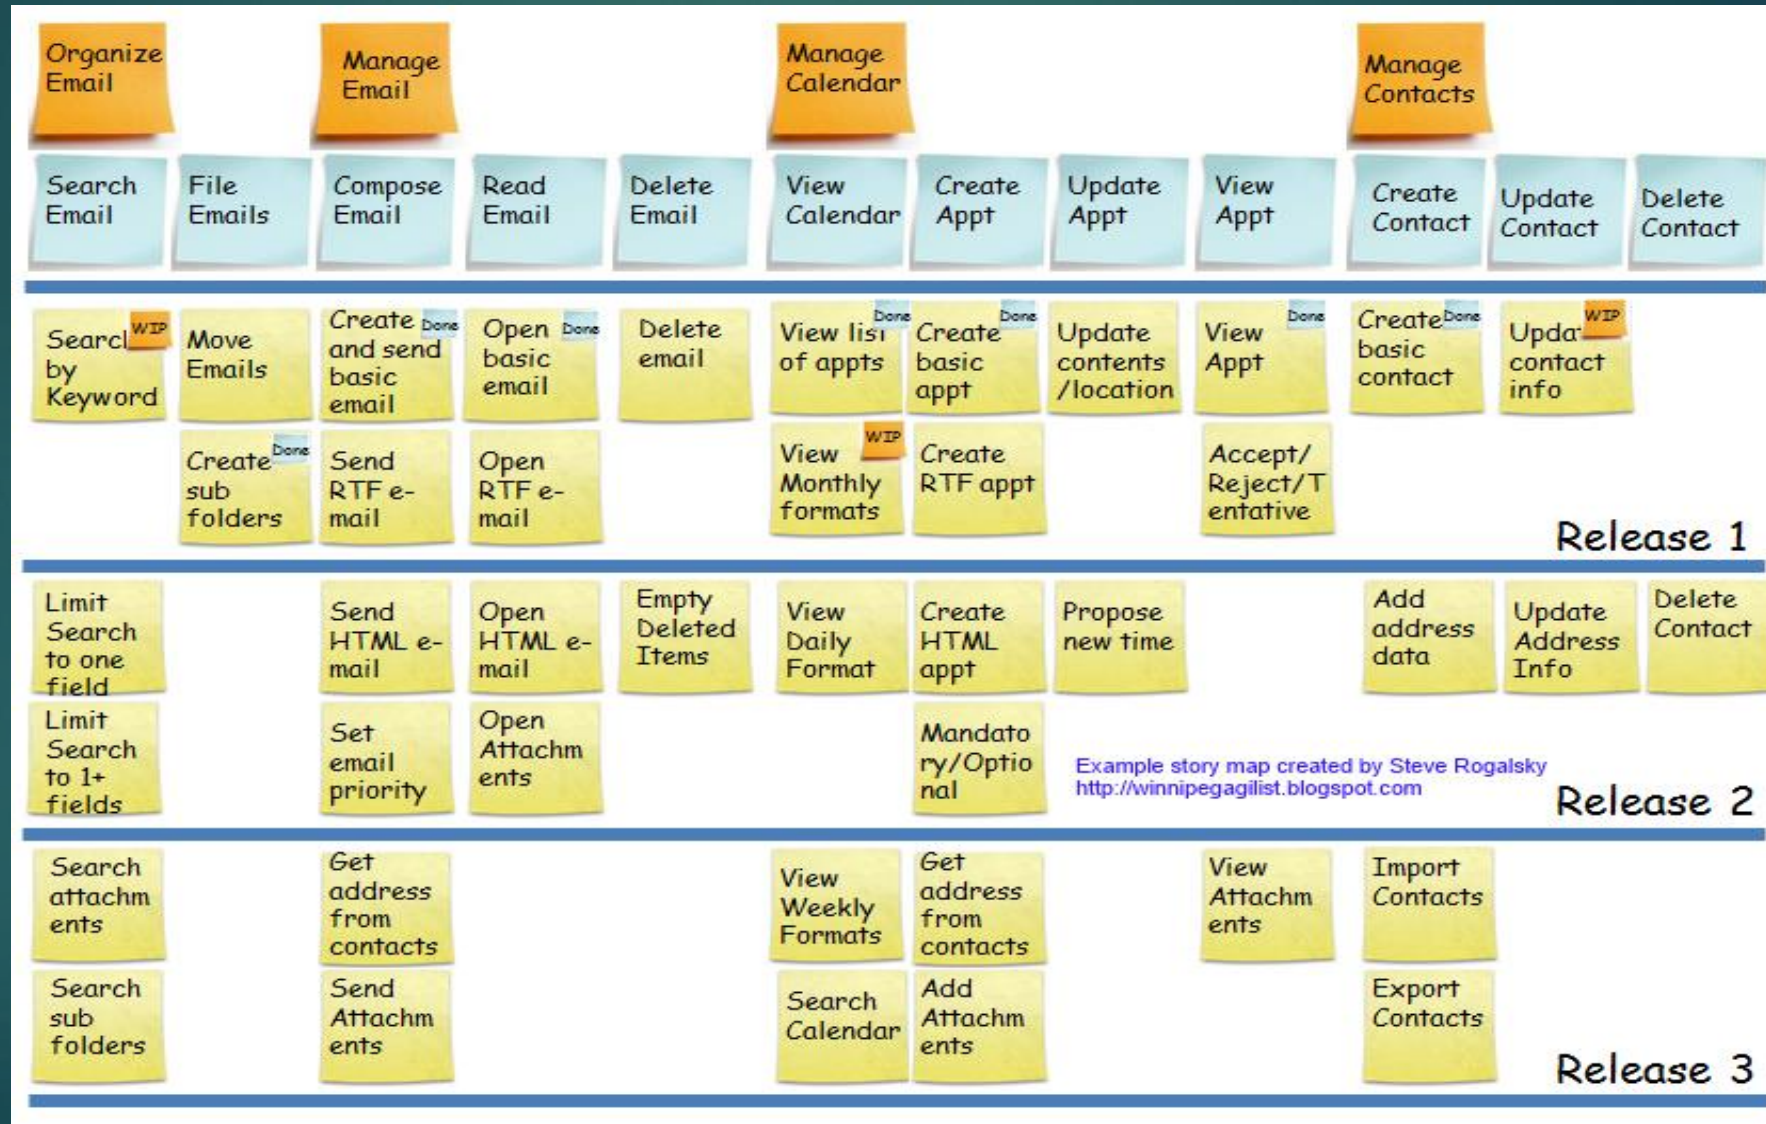 Organize
Email
Manage
Email
Manage
Calendar
Manage
Contacts
Search
Email
File
Emails
Compose
Email
Read
Email
Delete
Email
View
Calendar
Create
Appt
Update
Appt
View
Appt
Create
Contact
Update
Contact
Delete
Contact
WIP
by
Keyword
Move
Emails
Create
Done
and send
basic
email
Open
Done
basic
email
Delete
email
Done
View list
of appts
Done
Create
basic
appt
Update
contents
/location
Done
View
Appt
Create
Done
basic
contact
WIP
contact
info
Create
Done
sub
folders
Send
RTF e-
mail
Open
RTF e-
mail
WIP
View
Monthly
formats
Create
RTF appt
Accept/
Reject/T
entative
Release 1
Limit
Search
to one
field
Send
HTML e-
mail
Open
HTML e-
mail
Empty
Deleted
Items
View
Daily
Format
Create
HTML
appt
Propose
new time
Add
address
data
Update
Address
Info
Delete
Contact
Limit
Search
to 1+
fields
Set
email
priority
Open
Attachm
ents
Mandato
ry/Optio
nal
Example story map created by Steve Rogalsky
http://winnipegagilist.blogspot.com
Release 2
Search
attachm
ents
Get
address
from
contacts
View
Weekly
Formats
Get
address
from
contacts
View
Attachm
ents
Import
Contacts
Search
sub
folders
Send
Attachm
ents
Search
Calendar
Add
Attachm
ents
Export
Contacts
Release 3